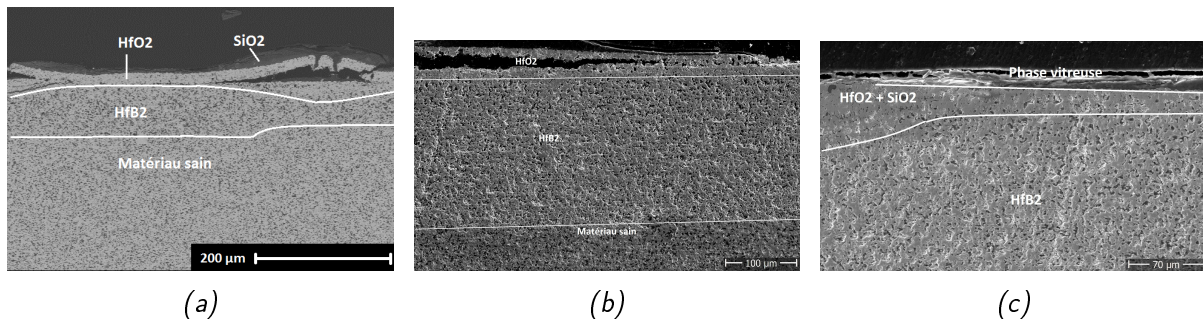 HfO2
SiO2
HfB2
Matériau sain
200 µm
HfO2
HfB2
Matériau sain
100 µm
Phase vitreuse
HfO2 + SiO2
HfB2
70 µm
(a)
(b)
(c)